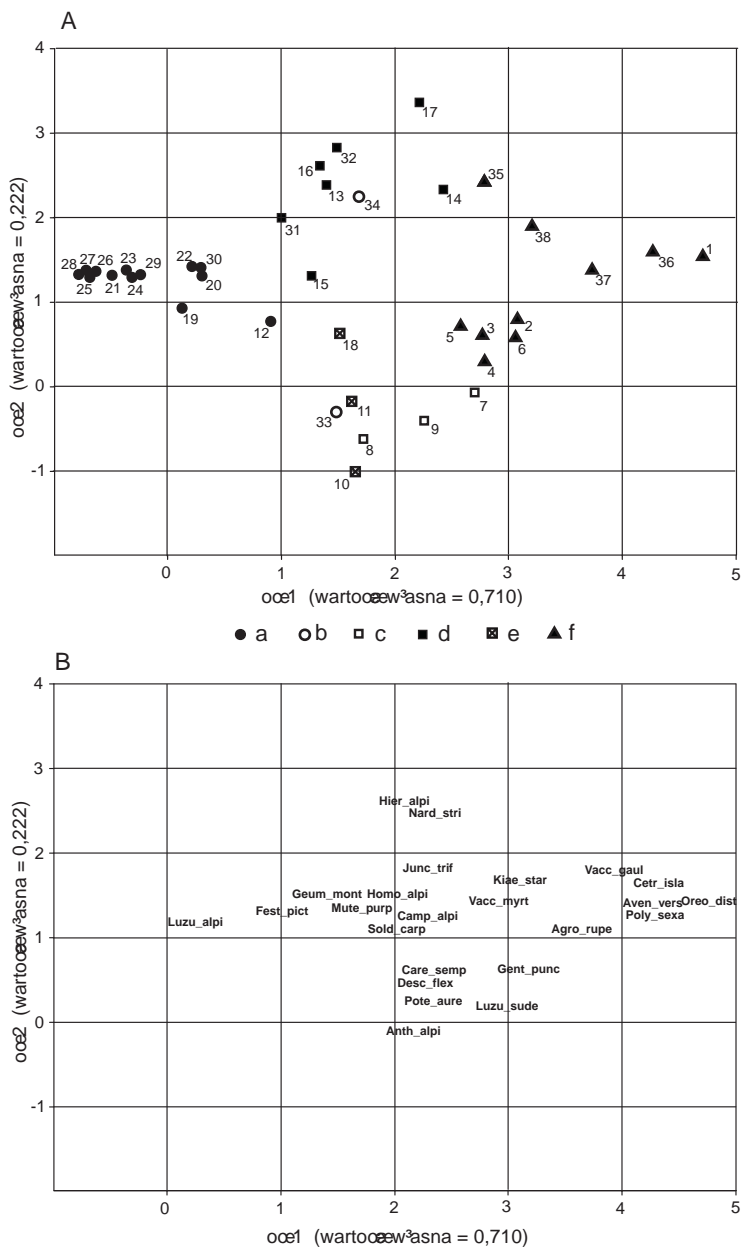 A
4
3
2
1
0
-1
17
32
16
13
34
14
35
31
38
28 27 26 23 29 22 30
25 21 24 20
15
37
36
1
19
12
18
5 3 2
6
4
33
11
8
9
7
10
0 1 2 3 4 5
oœ2 (wartoœæ w³asna = 0,222)
oœ1 (wartoœæ w³asna = 0,710)
a b c d e f
B
4
3
2
1
0
-1
Hier_alpi
Nard_stri
Junc_trif
Vacc_gaul
Kiae_star
Cetr_isla
Geum_mont Homo_alpi
Vacc_myrt
Aven_vers Oreo_dist
Fest_pict Mute_purp
Poly_sexa
Luzu_alpi
Camp_alpi
Sold_carp
Agro_rupe
Care_semp
Gent_punc
Desc_flex
Pote_aure
Luzu_sude
Anth_alpi
0 1 2 3 4 5
oœ2 (wartoœæ w³asna = 0,222)
oœ1 (wartoœæ w³asna = 0,710)